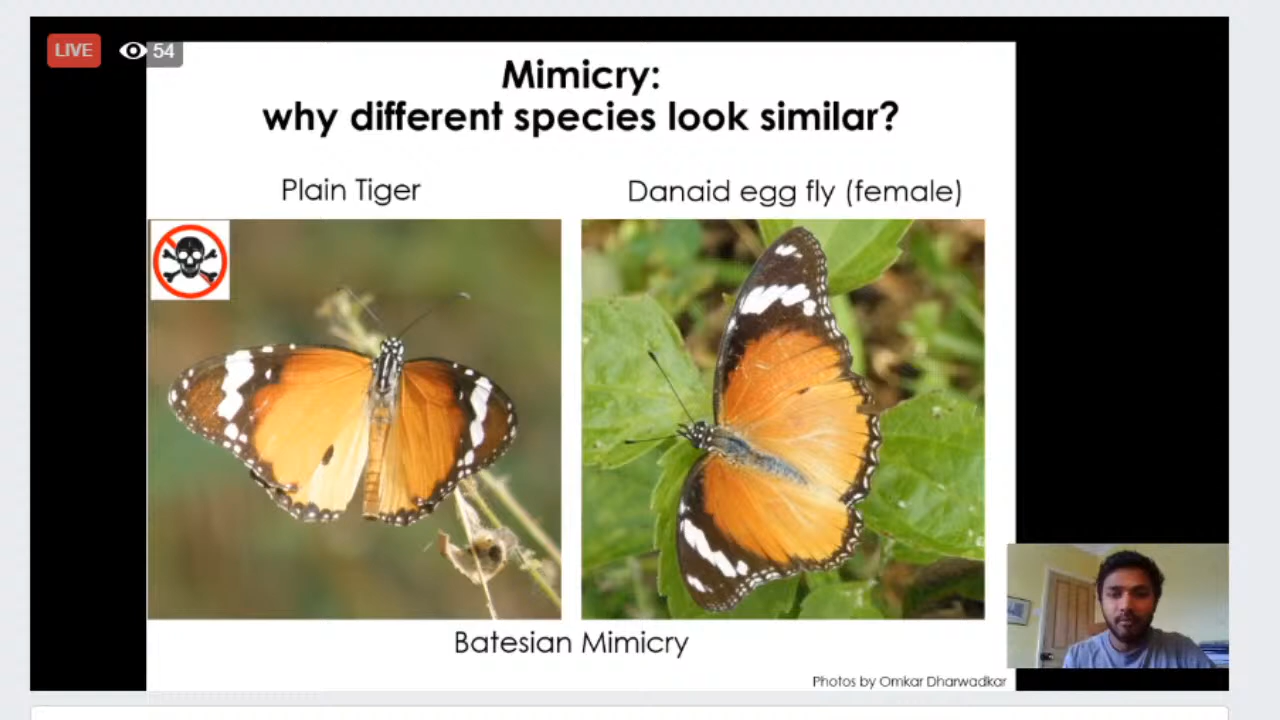 LIVE
54
Mimicry:
why different species look similar?
Plain Tiger
Danaid egg fly (female)
Batesian Mimicry
Photos by Omkar Dharwadkar